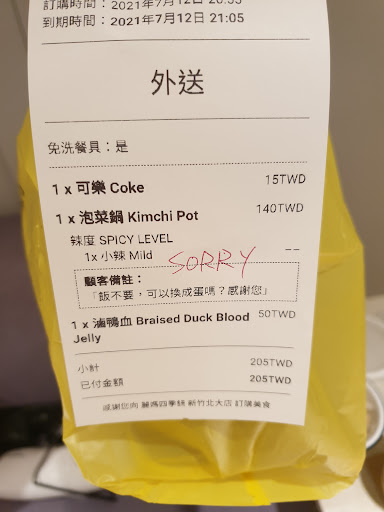 訂購時間：2021年7月12日 20:35
到期時間：2021年7月12日 21:05
外送
免洗餐具：是
1 x 可樂 Coke 15TWD
1 x 泡菜鍋 Kimchi Pot 140TWD
辣度 SPICY LEVEL
1x 小辣 Mild --
SORRY
顧客備註：
「飯不要，可以換成蛋嗎？感謝您」
1 x 滷鴨血 Braised Duck Blood 50TWD
Jelly
小計 205TWD
已付金額 205TWD
感謝您向 麗媽四季鍋 新竹北大店 訂購美食